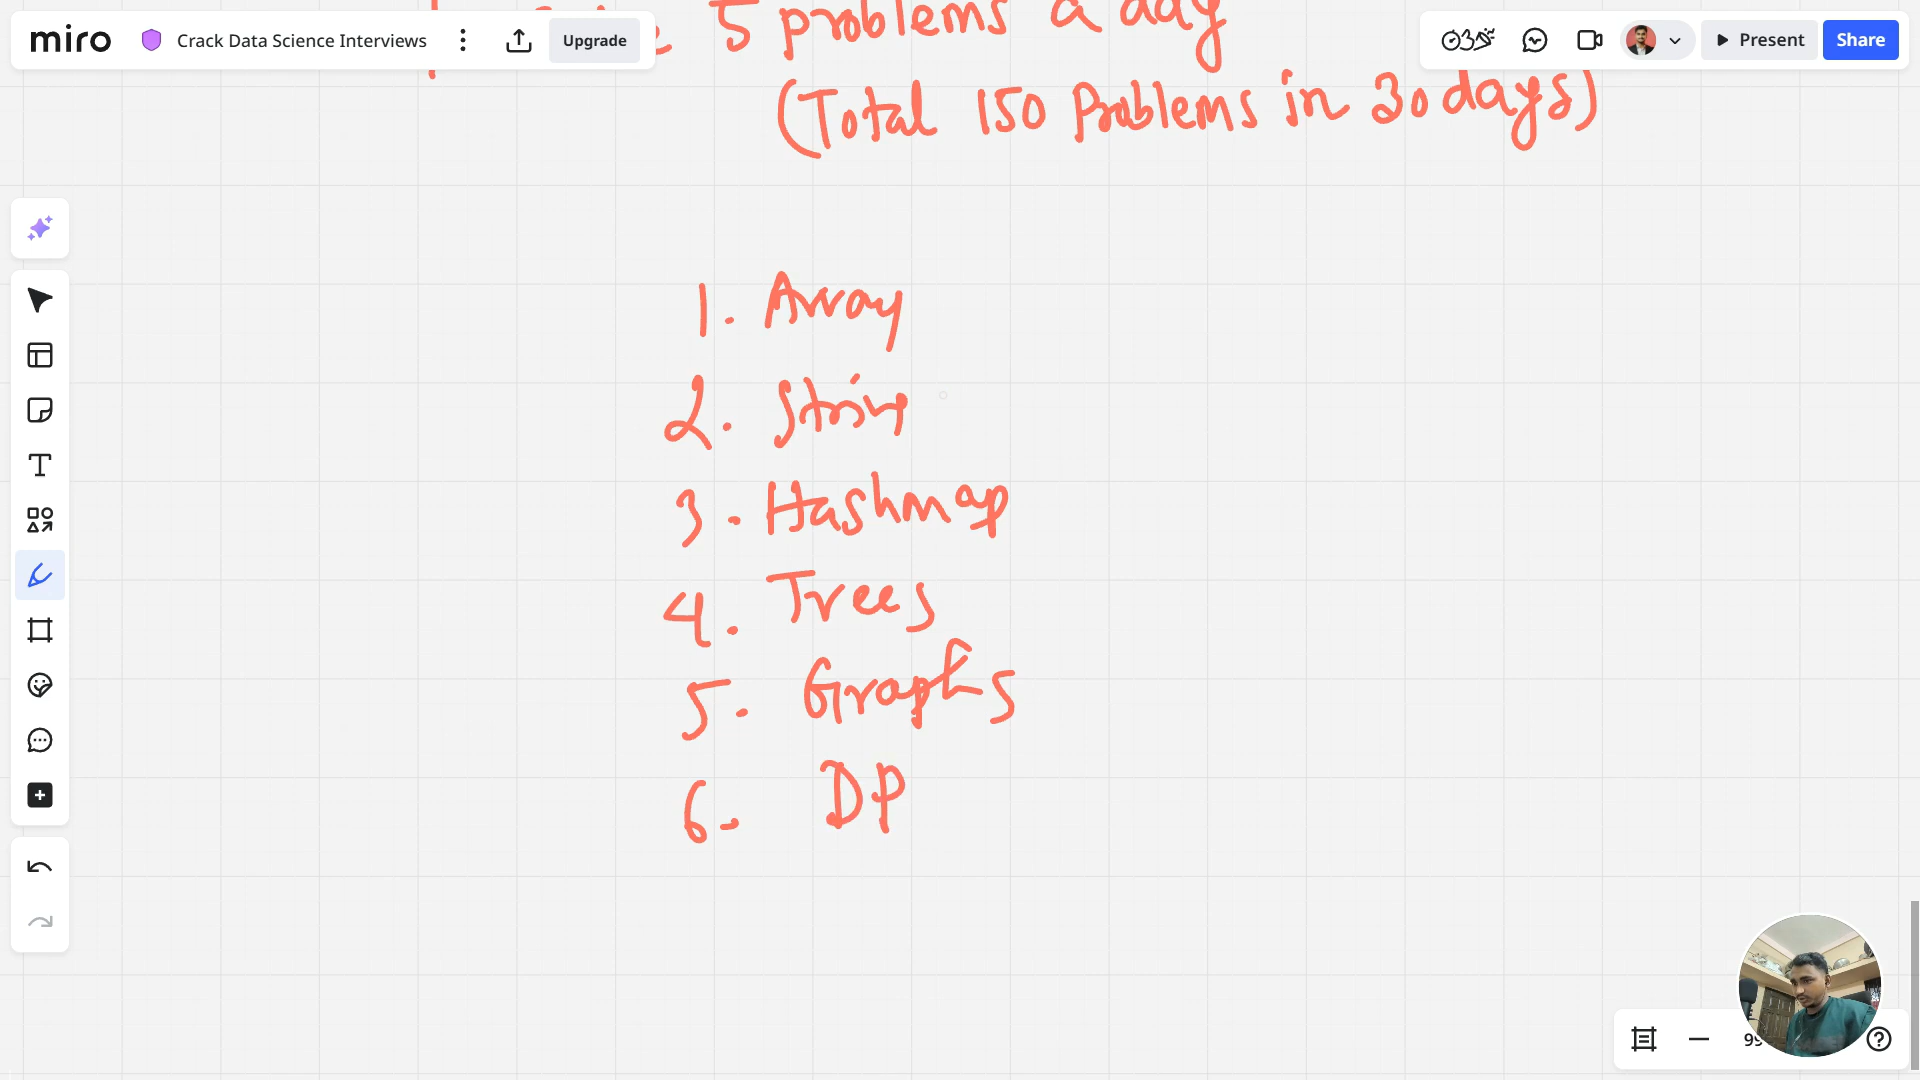 5 problems a day
miro Crack Data Science Interviews Upgrade
Present Share
(Total 150 Problems in 30 days)
1. Array
2. String
3. Hashmap
4. Trees
5. Graphs
6. DP